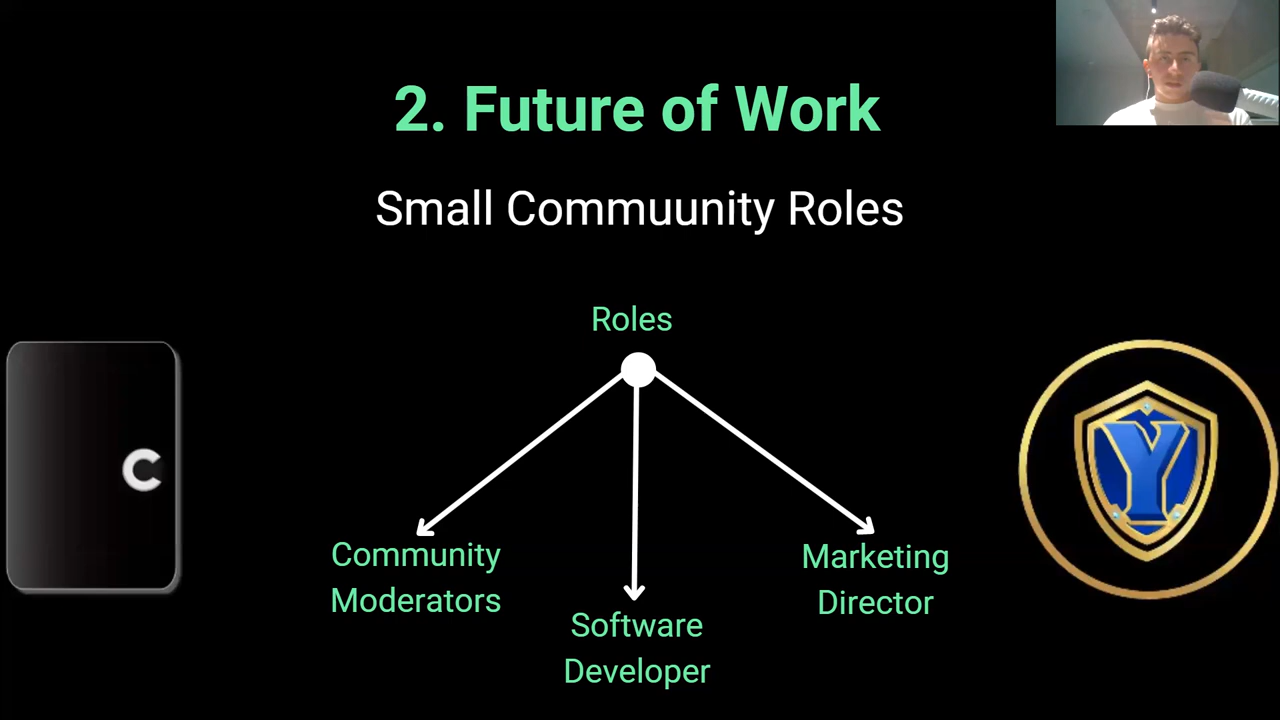 2. Future of Work
Small Commuunity Roles
Roles
C
Y
Community
Moderators
Marketing
Director
Software
Developer